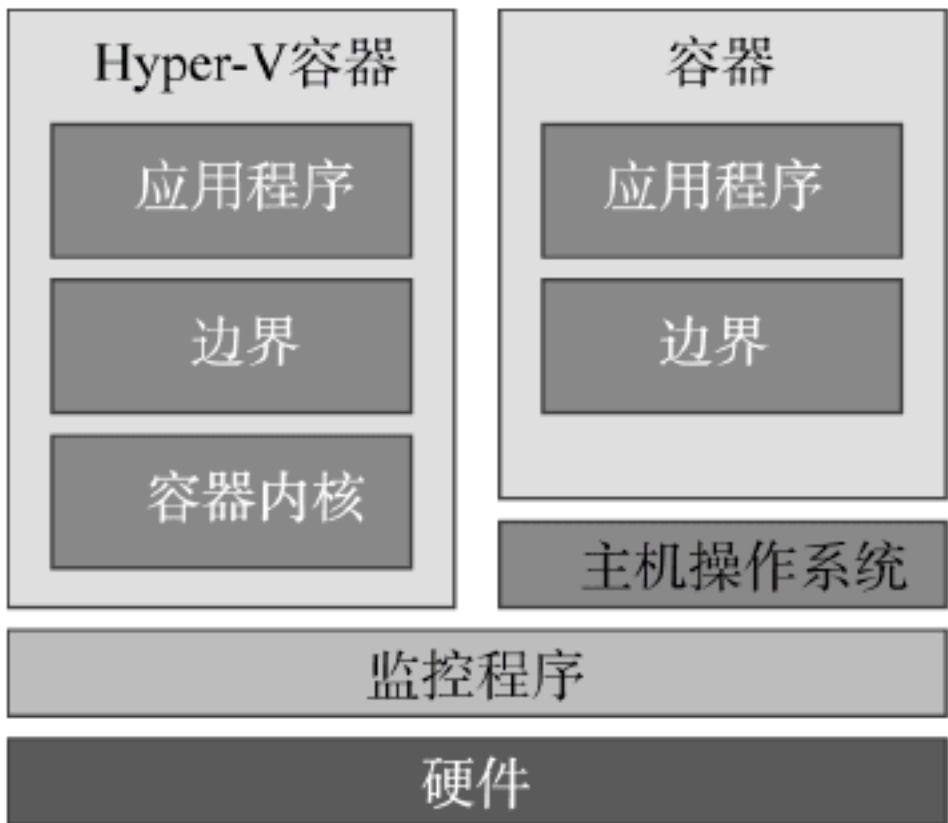 Hyper-V容器
应用程序
边界
容器内核
容器
应用程序
边界
主机操作系统
监控程序
硬件